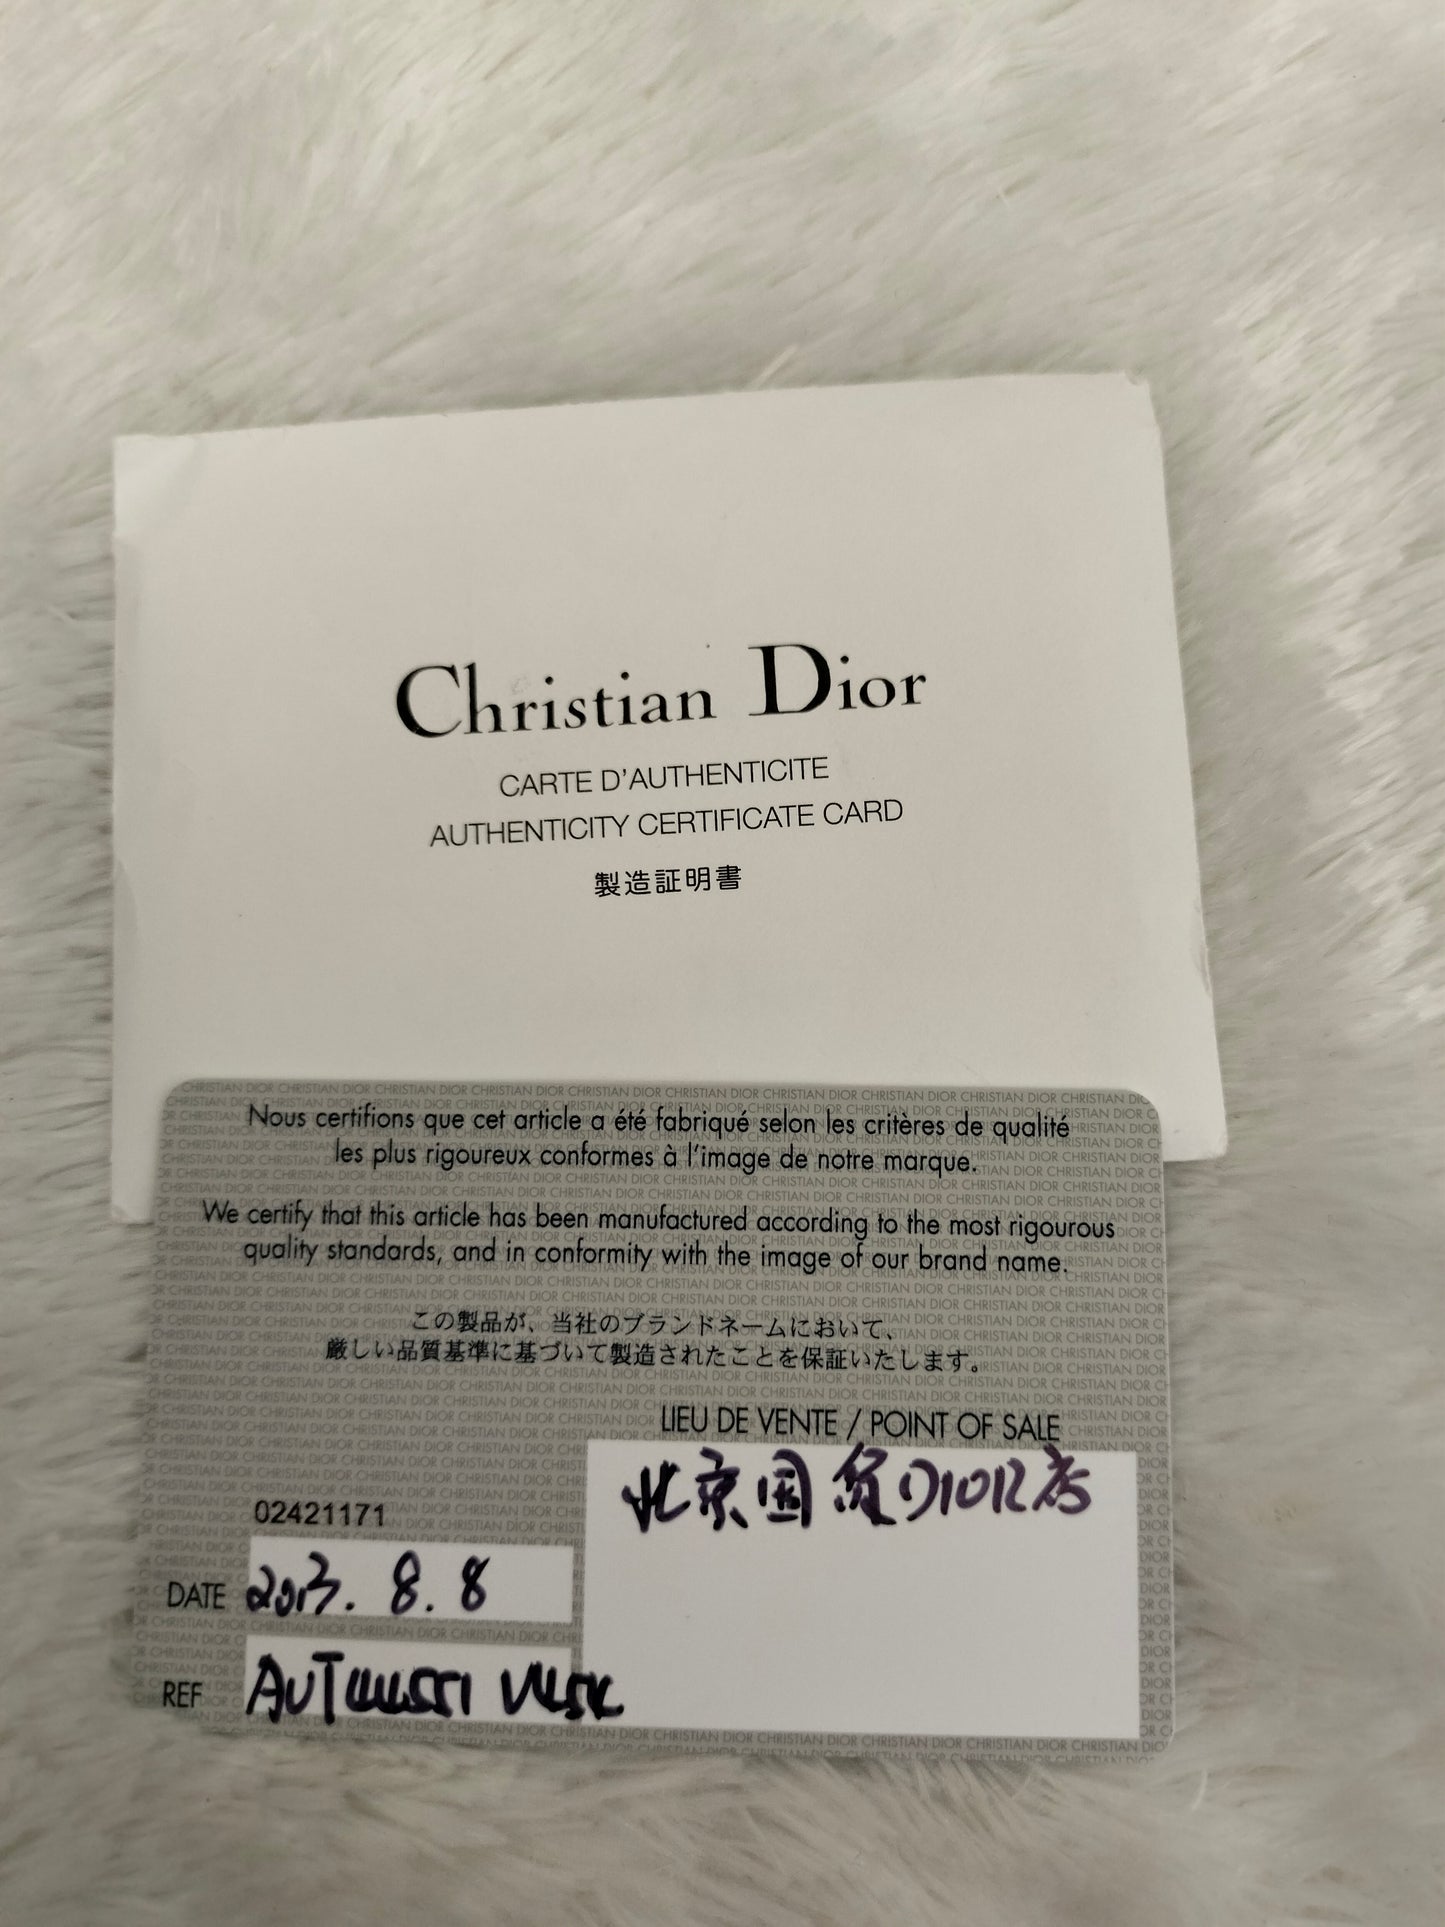 Christian Dior
CARTE D'AUTHENTICITE
AUTHENTICITY CERTIFICATE CARD
製造証明書
Nous certifions que cet article a été fabriqué selon les critères de qualité
les plus rigoureux conformes à l'image de notre marque.
We certify that this article has been manufactured according to the most rigourous
quality standards, and in conformity with the image of our brand name.
この製品が、当社のブランドネームにおいて、
厳しい品質基準に基づいて製造されたことを保証いたします。
LIEU DE VENTE / POINT OF SALE
北京国貿DIOR店
02421171
DATE 2013. 8. 8
REF